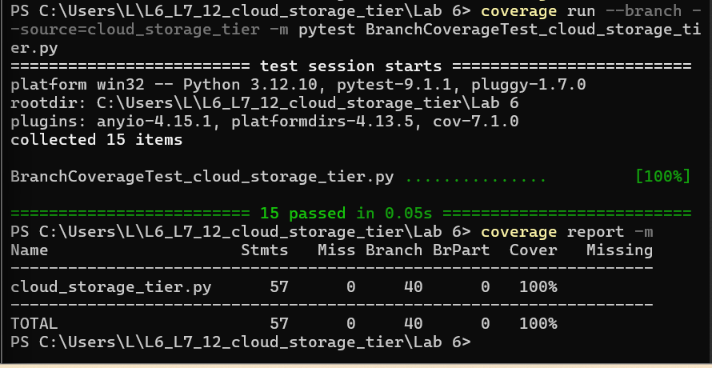 PS C:\Users\L\L6_L7_12_cloud_storage_tier\Lab 6> coverage run --branch -
-source=cloud_storage_tier -m pytest BranchCoverageTest_cloud_storage_ti
er.py
========================= test session starts =========================
platform win32 -- Python 3.12.10, pytest-9.1.1, pluggy-1.7.0
rootdir: C:\Users\L\L6_L7_12_cloud_storage_tier\Lab 6
plugins: anyio-4.15.1, platformdirs-4.13.5, cov-7.1.0
collected 15 items
BranchCoverageTest_cloud_storage_tier.py ............... [100%]
========================= 15 passed in 0.05s ==========================
PS C:\Users\L\L6_L7_12_cloud_storage_tier\Lab 6> coverage report -m
Name Stmts Miss Branch BrPart Cover Missing
-------------------------------------------------------------------
cloud_storage_tier.py 57 0 40 0 100%
-------------------------------------------------------------------
TOTAL 57 0 40 0 100%
PS C:\Users\L\L6_L7_12_cloud_storage_tier\Lab 6>